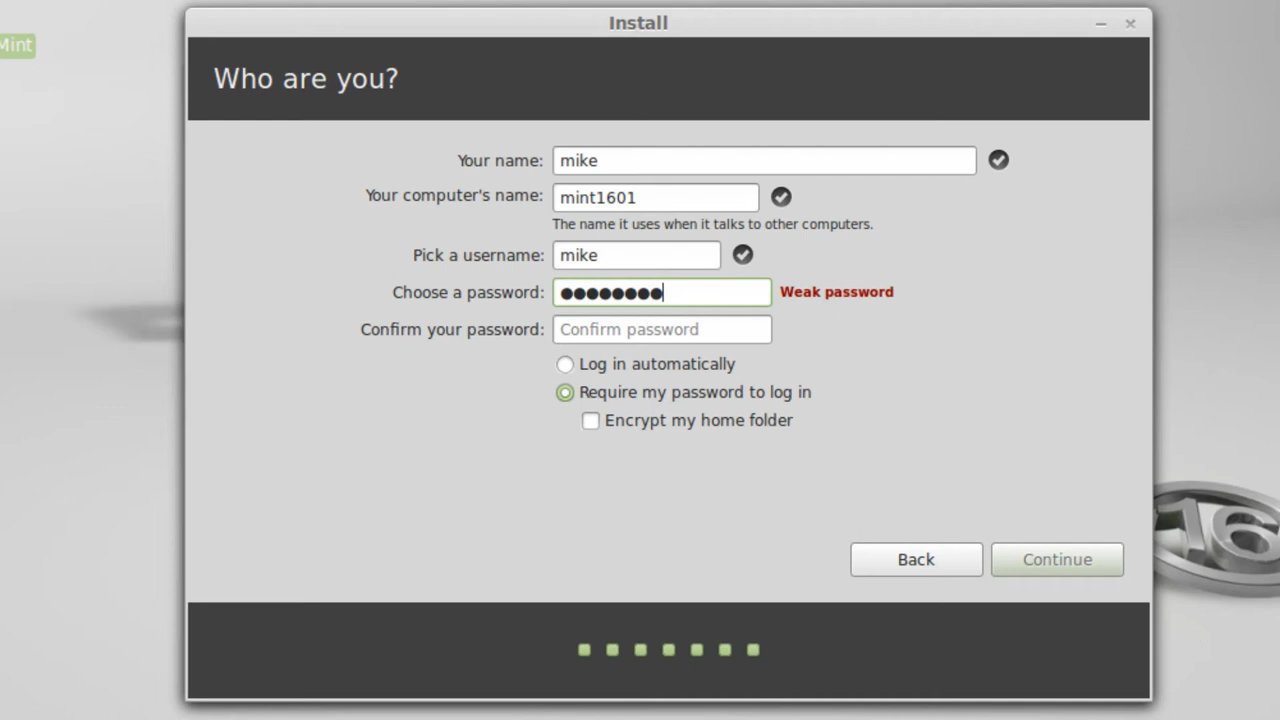 Install
Mint
Who are you?
Your name: mike
Your computer's name: mint1601
The name it uses when it talks to other computers.
Pick a username: mike
Choose a password: ●●●●●●●● Weak password
Confirm your password: Confirm password
Log in automatically
Require my password to log in
Encrypt my home folder
16
Back Continue